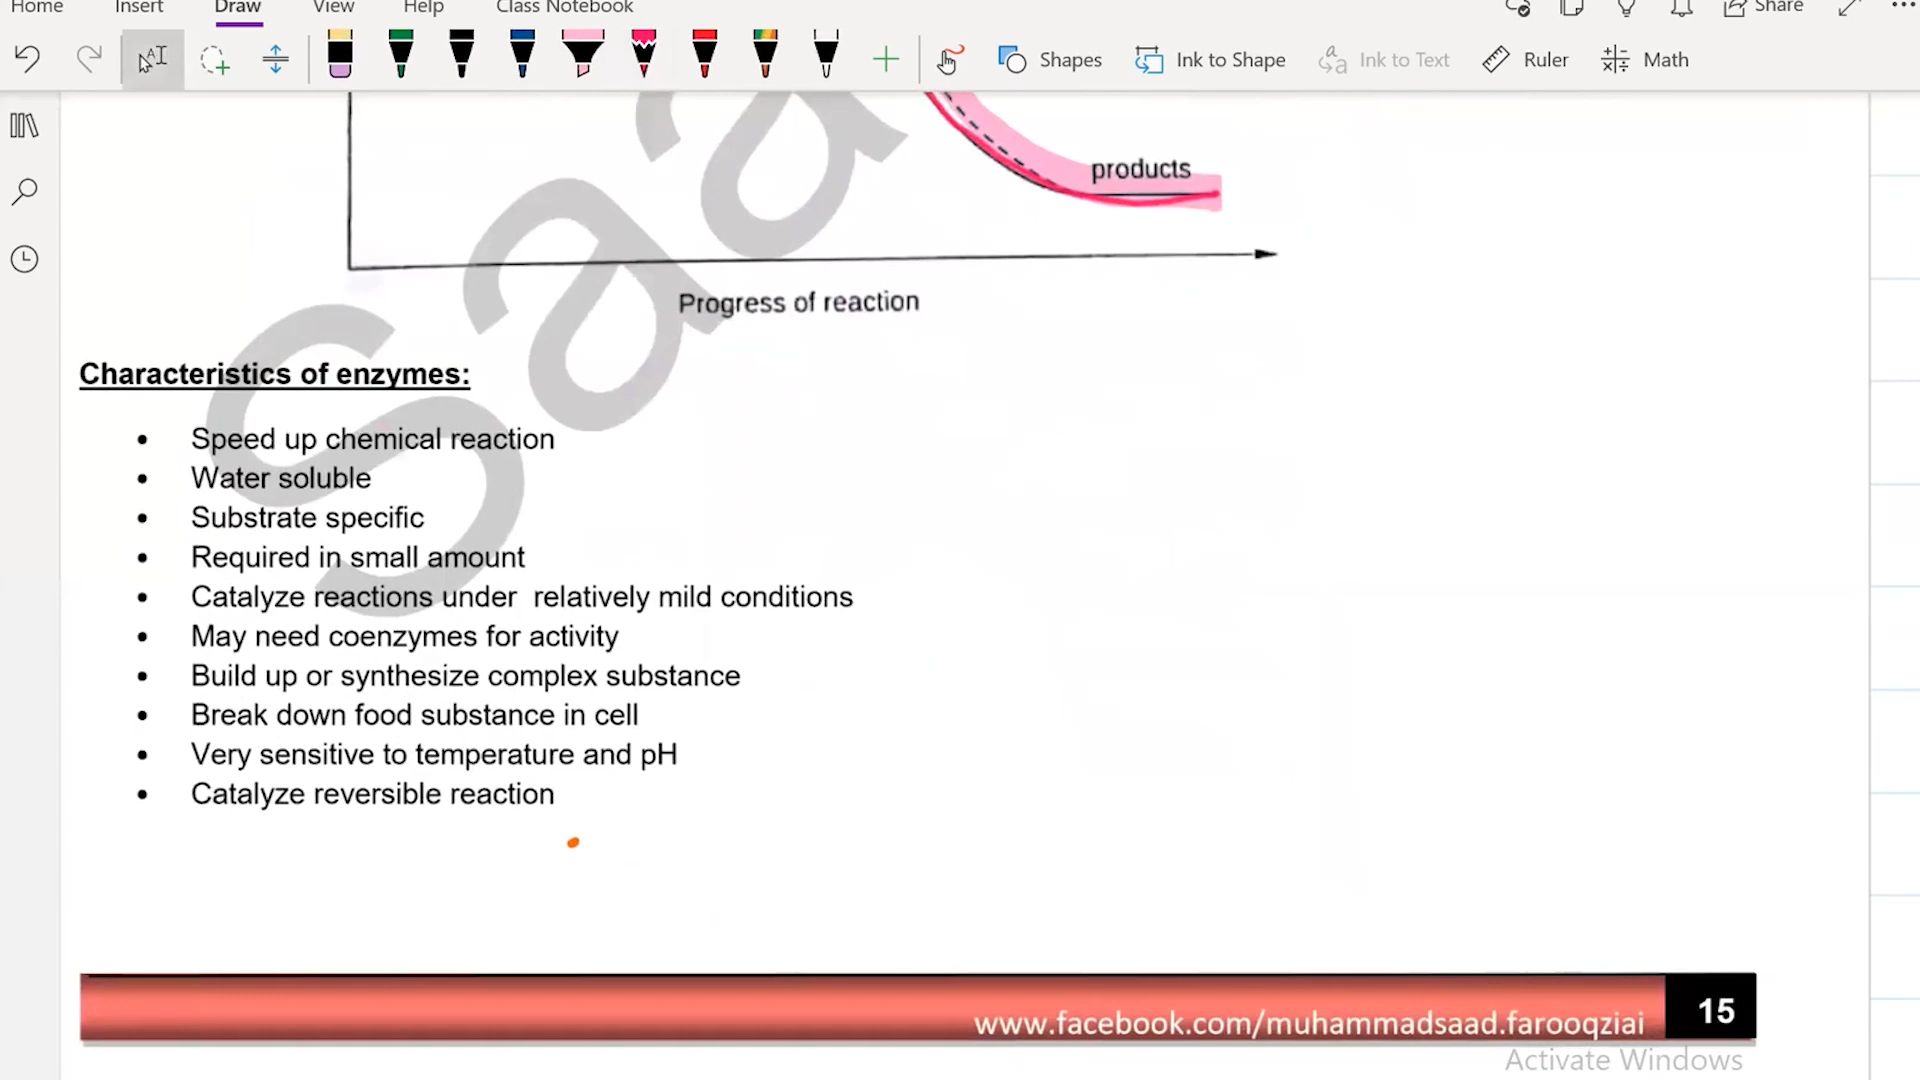 Home Insert Draw View Help Class Notebook Share
Shapes Ink to Shape Ink to Text Ruler Math
products
Progress of reaction
Saa
Characteristics of enzymes:
• Speed up chemical reaction
• Water soluble
• Substrate specific
• Required in small amount
• Catalyze reactions under relatively mild conditions
• May need coenzymes for activity
• Build up or synthesize complex substance
• Break down food substance in cell
• Very sensitive to temperature and pH
• Catalyze reversible reaction
www.facebook.com/muhammadsaad.farooqziai 15
Activate Windows